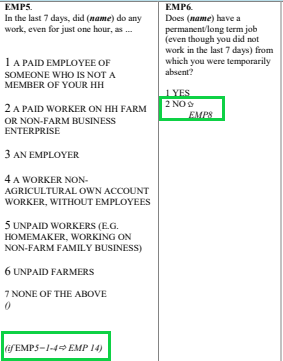 EMP5.
In the last 7 days, did (name) do any
work, even for just one hour, as ...
1 A PAID EMPLOYEE OF
SOMEONE WHO IS NOT A
MEMBER OF YOUR HH
2 A PAID WORKER ON HH FARM
OR NON-FARM BUSINESS
ENTERPRISE
3 AN EMPLOYER
4 A WORKER NON-
AGRICULTURAL OWN ACCOUNT
WORKER, WITHOUT EMPLOYEES
5 UNPAID WORKERS (E.G.
HOMEMAKER, WORKING ON
NON-FARM FAMILY BUSINESS)
6 UNPAID FARMERS
7 NONE OF THE ABOVE
()
(if EMP5=1-4⇨ EMP 14)
EMP6.
Does (name) have a
permanent/long term job
(even though you did not
work in the last 7 days) from
which you were temporarily
absent?
1 YES
2 NO ⇨
EMP8